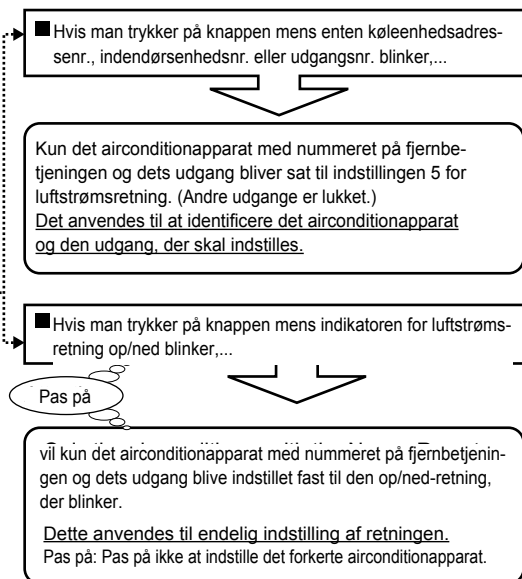 ■ Hvis man trykker på knappen mens enten køleenhedsadres-
senr., indendørsenhedsnr. eller udgangsnr. blinker,...
Kun det airconditionapparat med nummeret på fjernbe-
tjeningen og dets udgang bliver sat til indstillingen 5 for
luftstrømsretning. (Andre udgange er lukket.)
Det anvendes til at identificere det airconditionapparat
og den udgang, der skal indstilles.
■ Hvis man trykker på knappen mens indikatoren for luftstrøms-
retning op/ned blinker,...
Pas på
vil kun det airconditionapparat med nummeret på fjernbetjenin-
gen og dets udgang blive indstillet fast til den op/ned-retning,
der blinker.
Dette anvendes til endelig indstilling af retningen.
Pas på: Pas på ikke at indstille det forkerte airconditionapparat.